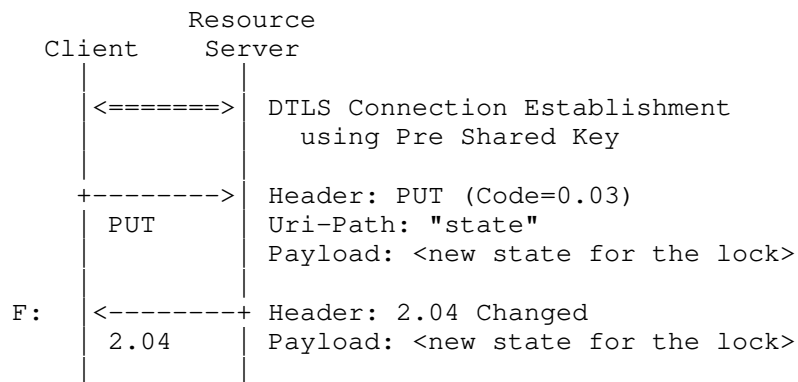 Resource
Client Server
<=======> DTLS Connection Establishment
using Pre Shared Key
+--------> Header: PUT (Code=0.03)
PUT Uri-Path: "state"
Payload: <new state for the lock>
F: <--------+ Header: 2.04 Changed
2.04 Payload: <new state for the lock>